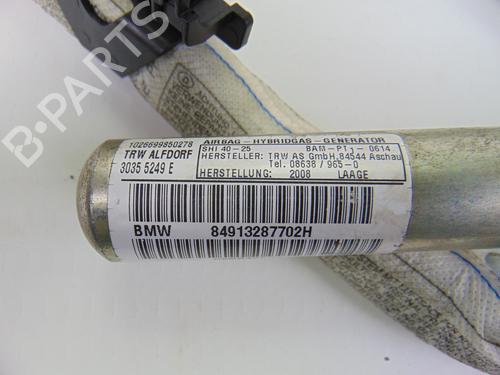 1026699850278
TRW ALFDORF
3035 5249 E
AIRBAG - HYBRIDGAS - GENERATOR
SHI 40-25 BAM-PT1- 0614
HERSTELLER: TRW AS GmbH,84544 Aschau
Tel. 08638/965-0
HERSTELLUNG: 2008 LAAGE
BMW 84913287702H
B-PARTS